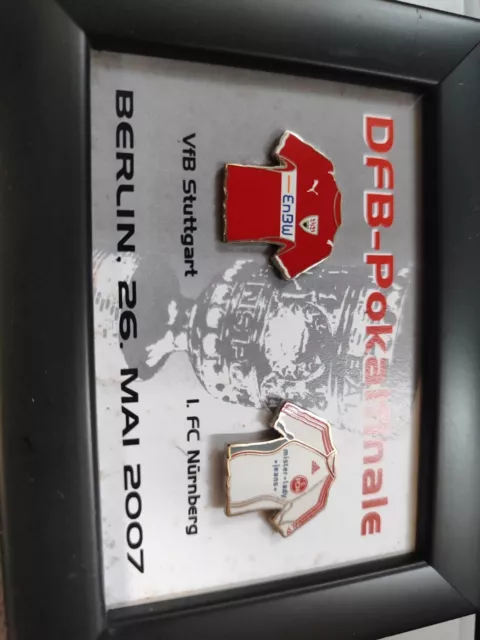 DFB-Pokalfinale
EnBW
mister*lady
*jeans*
VfB Stuttgart
1. FC Nürnberg
BERLIN. 26. MAI 2007